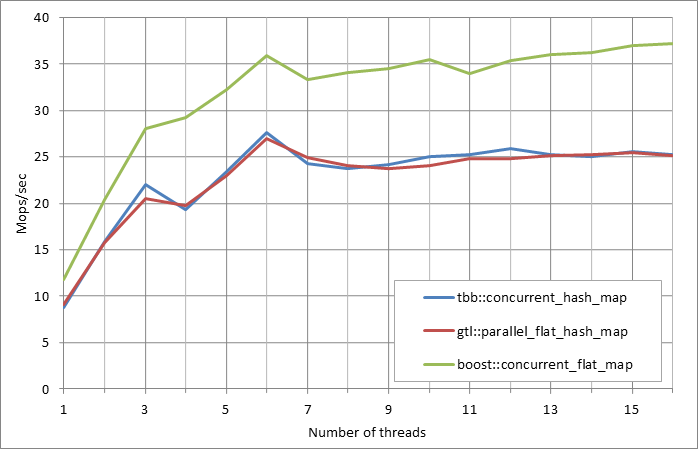 40
35
30
25
20
15
10
5
0
Mops/sec
tbb::concurrent_hash_map
gtl::parallel_flat_hash_map
boost::concurrent_flat_map
1 3 5 7 9 11 13 15
Number of threads